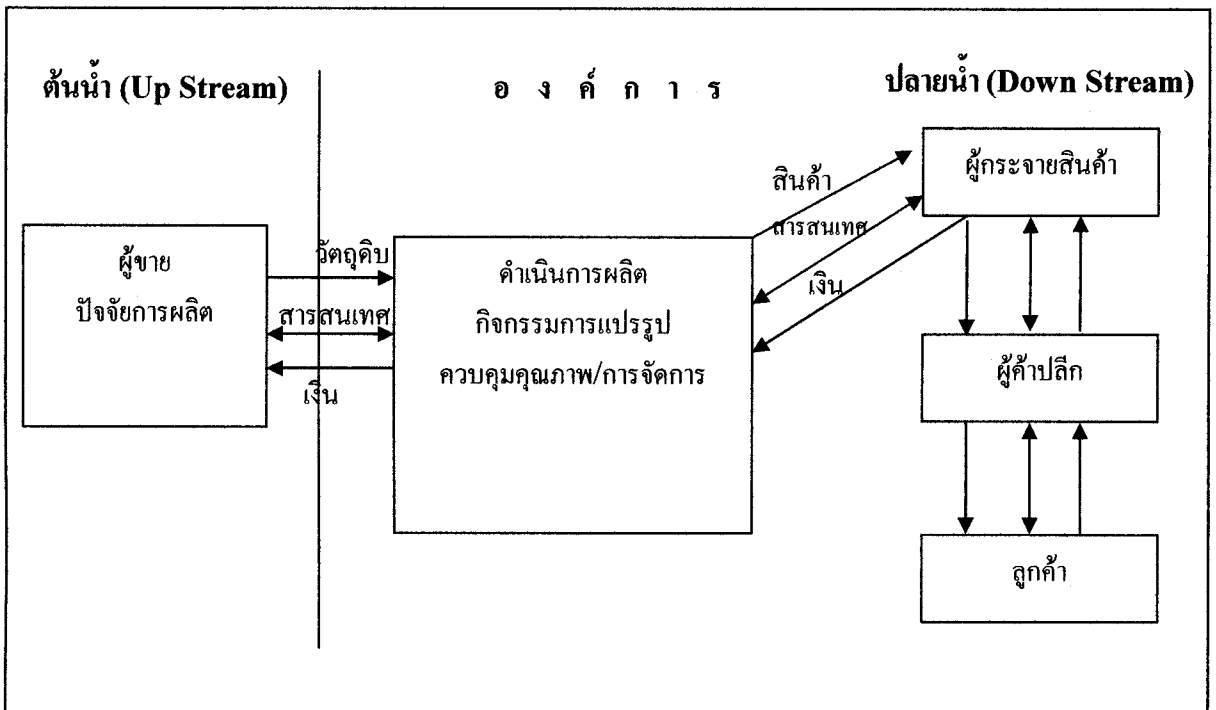 ต้นน้ำ (Up Stream)
อ ง ค์ ก า ร
ปลายน้ำ (Down Stream)
ผู้ขาย
ปัจจัยการผลิต
วัตถุดิบ
สารสนเทศ
เงิน
ดำเนินการผลิต
กิจกรรมการแปรรูป
ควบคุมคุณภาพ/การจัดการ
สินค้า
สารสนเทศ
เงิน
ผู้กระจายสินค้า
ผู้ค้าปลีก
ลูกค้า